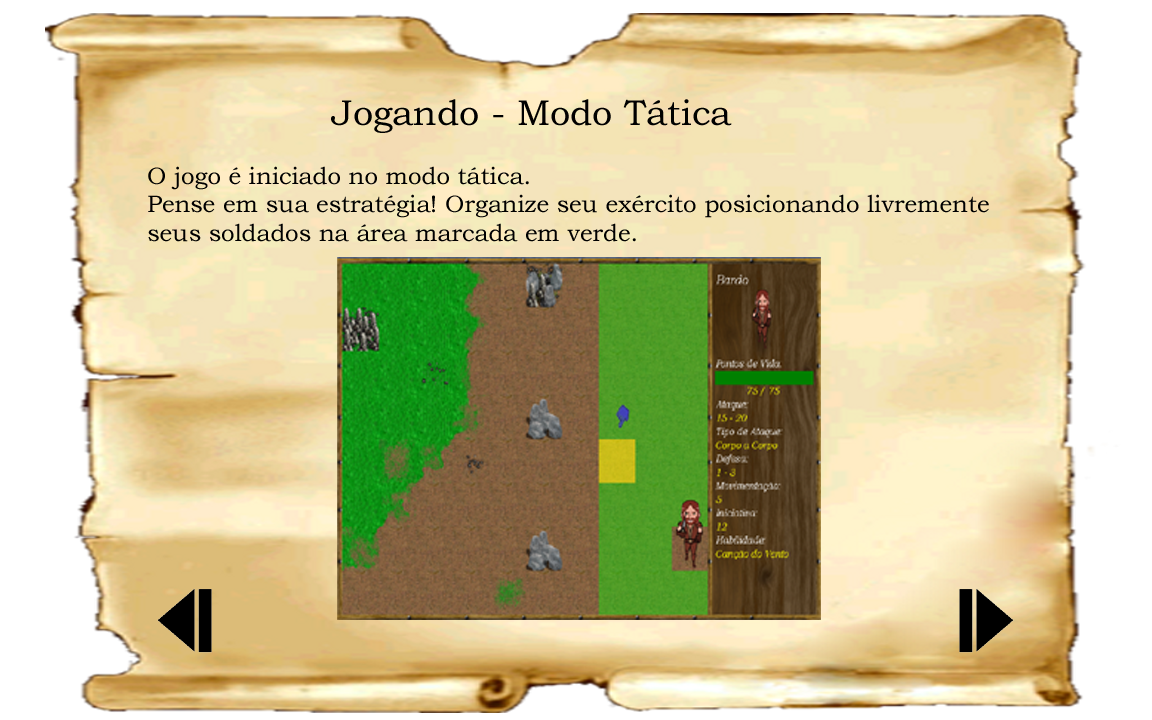 Jogando - Modo Tática
O jogo é iniciado no modo tática.
Pense em sua estratégia! Organize seu exército posicionando livremente
seus soldados na área marcada em verde.
Bardo
Pontos de Vida:
75 / 75
Ataque:
15 - 20
Tipo de Ataque:
Corpo a Corpo
Defesa:
1 - 3
Movimentação:
5
Iniciativa:
12
Habilidade:
Canção do Vento